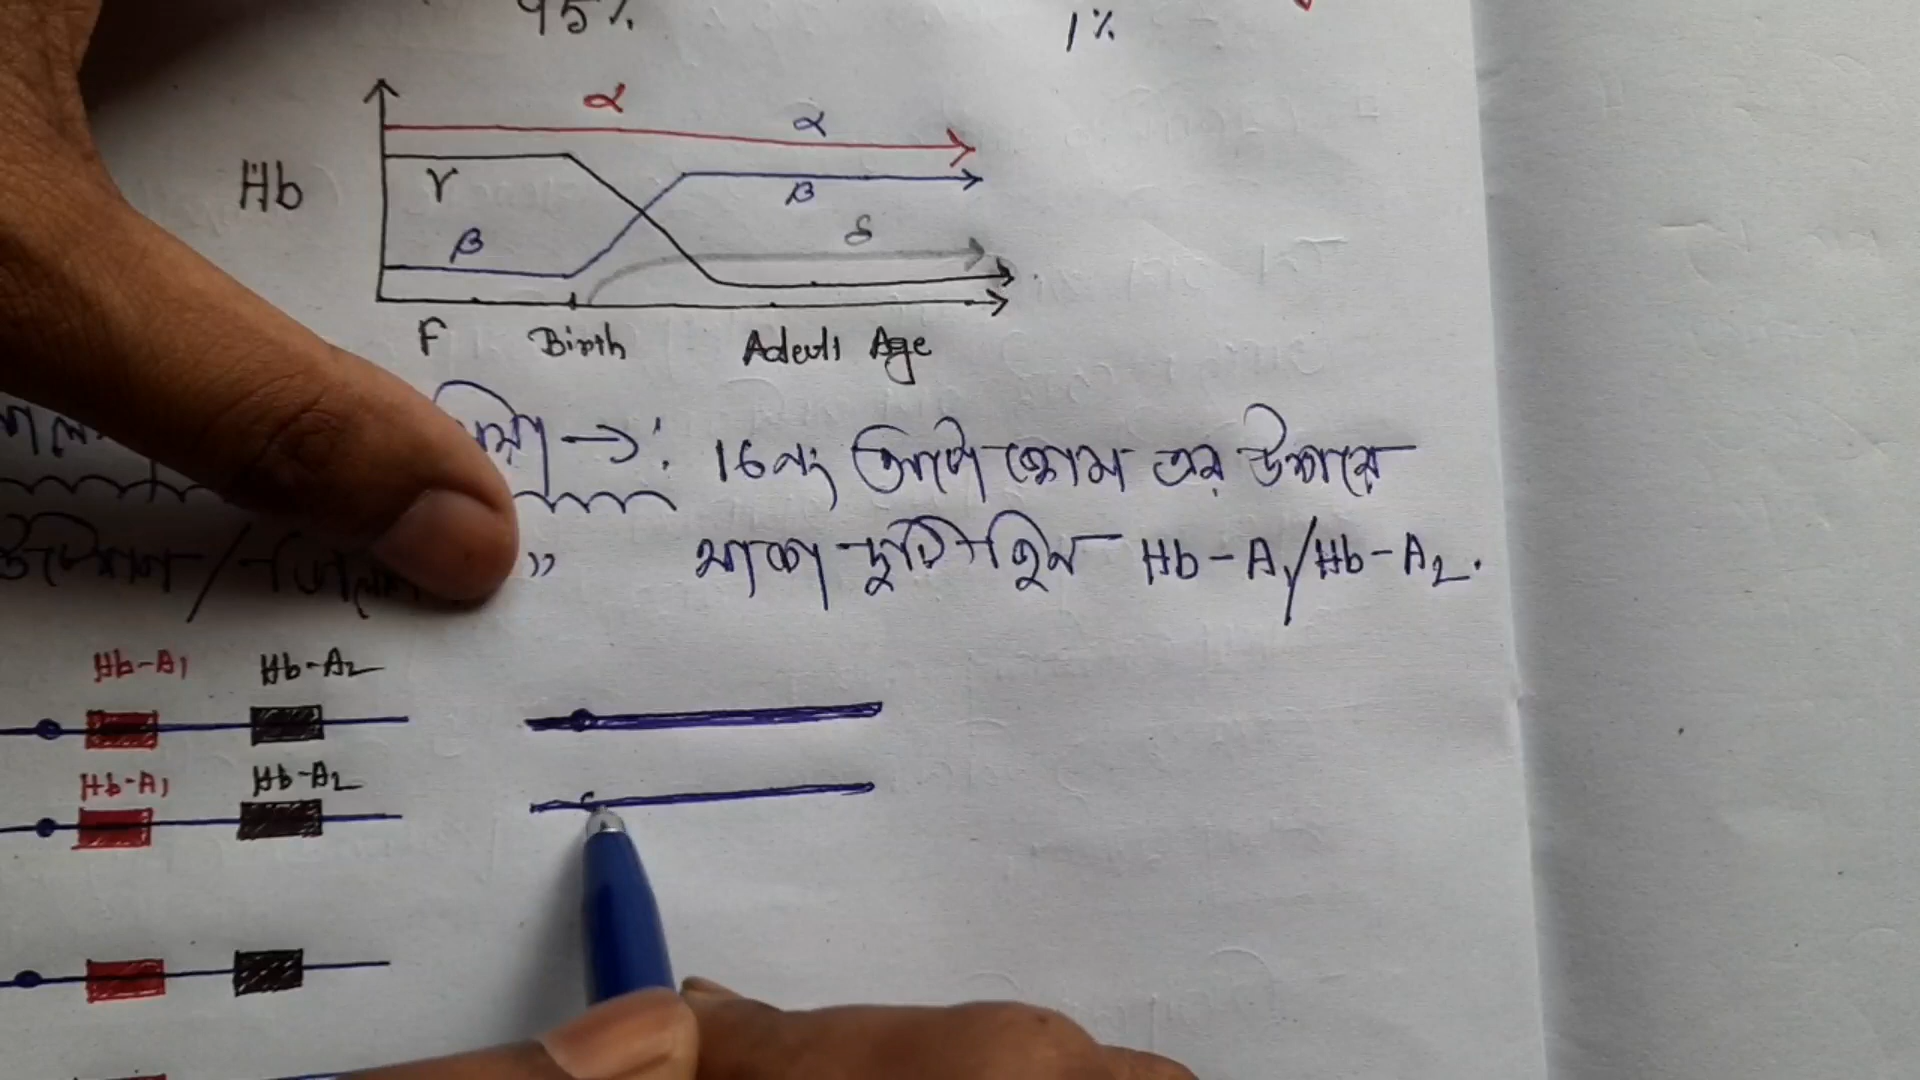 95% 1%
α
α
Hb
γ
β
β
δ
F Birth Adult Age
→: 16নং অটো জোম এর উপরে
থাকা দুটি জিন Hb-A1/Hb-A2.
Hb-A1 Hb-A2
Hb-A1 Hb-A2